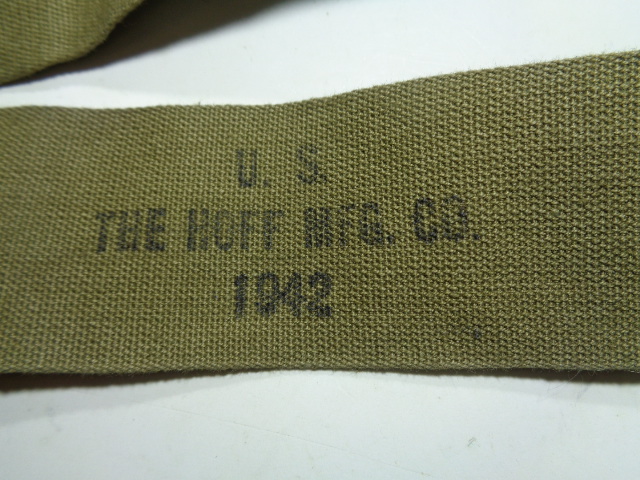 U. S.
THE HOFF MFG. CO.
1942